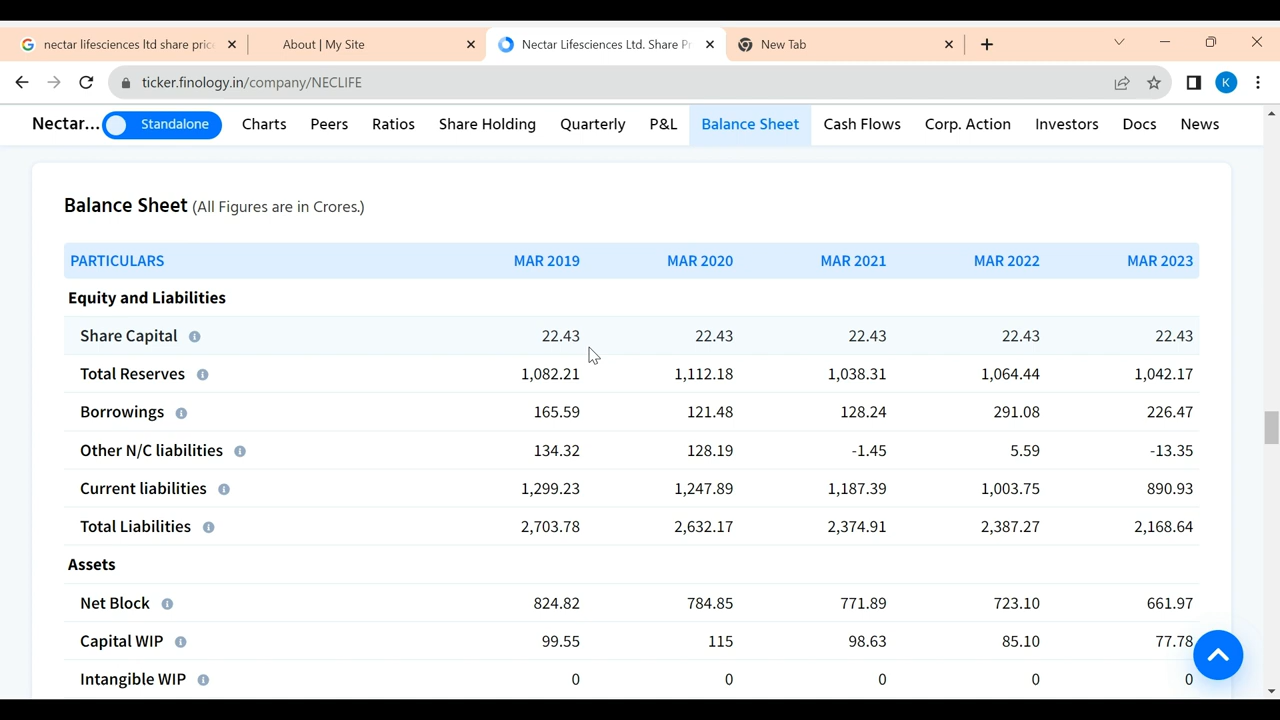 nectar lifesciences ltd share pric
About | My Site
Nectar Lifesciences Ltd. Share Pr
New Tab
ticker.finology.in/company/NECLIFE
K
Nectar... Standalone Charts Peers Ratios Share Holding Quarterly P&L Balance Sheet Cash Flows Corp. Action Investors Docs News
Balance Sheet (All Figures are in Crores.)
PARTICULARS MAR 2019 MAR 2020 MAR 2021 MAR 2022 MAR 2023
Equity and Liabilities
Share Capital 22.43 22.43 22.43 22.43 22.43
Total Reserves 1,082.21 1,112.18 1,038.31 1,064.44 1,042.17
Borrowings 165.59 121.48 128.24 291.08 226.47
Other N/C liabilities 134.32 128.19 -1.45 5.59 -13.35
Current liabilities 1,299.23 1,247.89 1,187.39 1,003.75 890.93
Total Liabilities 2,703.78 2,632.17 2,374.91 2,387.27 2,168.64
Assets
Net Block 824.82 784.85 771.89 723.10 661.97
Capital WIP 99.55 115 98.63 85.10 77.78
Intangible WIP 0 0 0 0 0